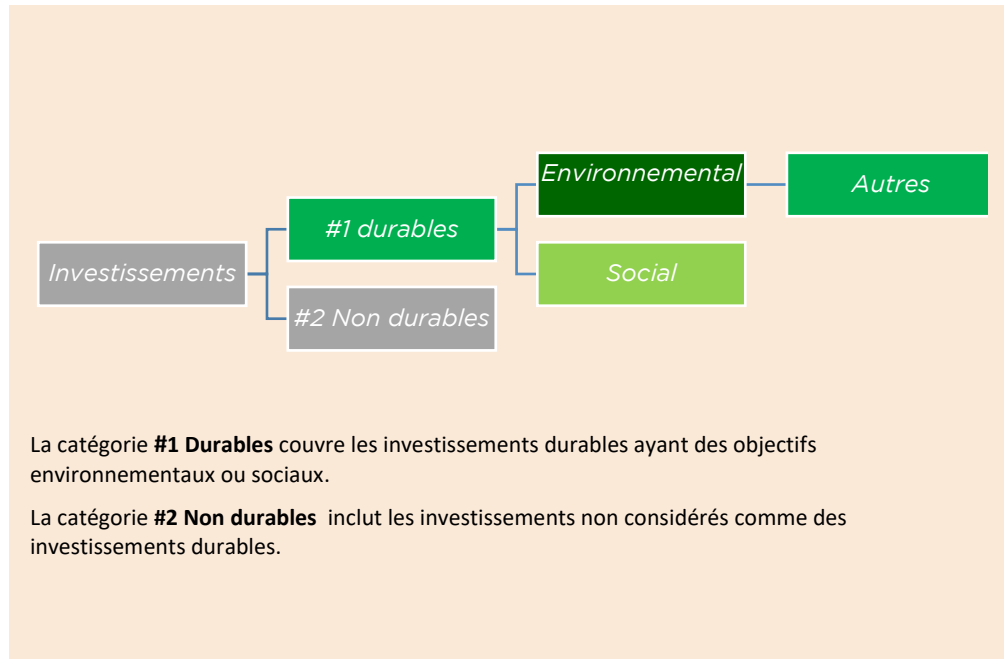 Environnemental
Autres
#1 durables
Investissements
Social
#2 Non durables
La catégorie #1 Durables couvre les investissements durables ayant des objectifs
environnementaux ou sociaux.
La catégorie #2 Non durables inclut les investissements non considérés comme des
investissements durables.